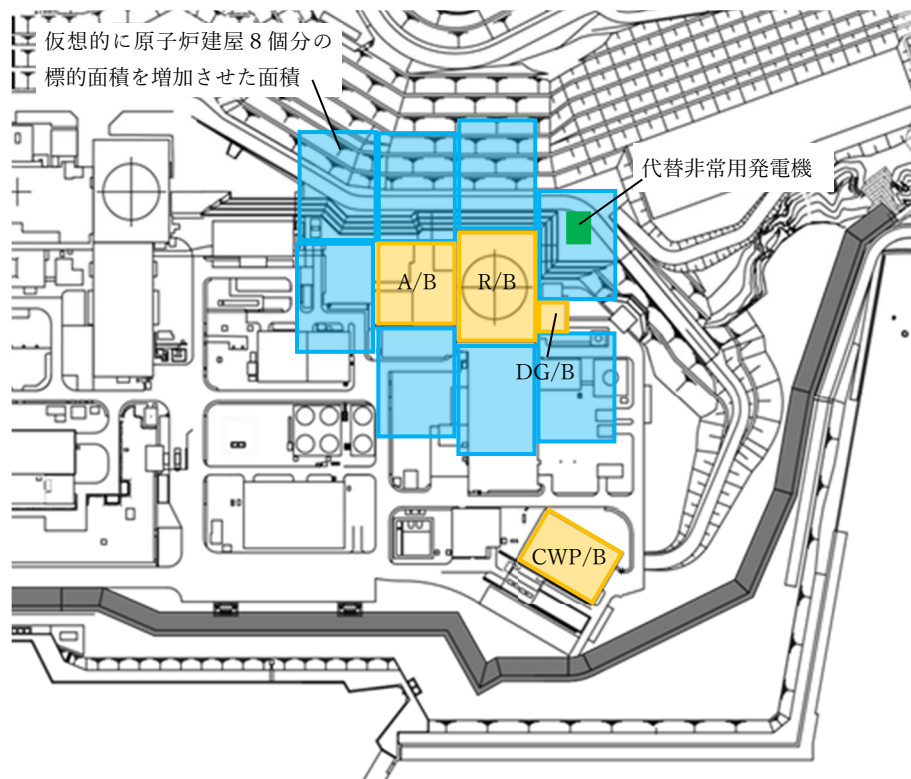 仮想的に原子炉建屋８個分の
標的面積を増加させた面積
代替非常用発電機
A/B
R/B
DG/B
CWP/B